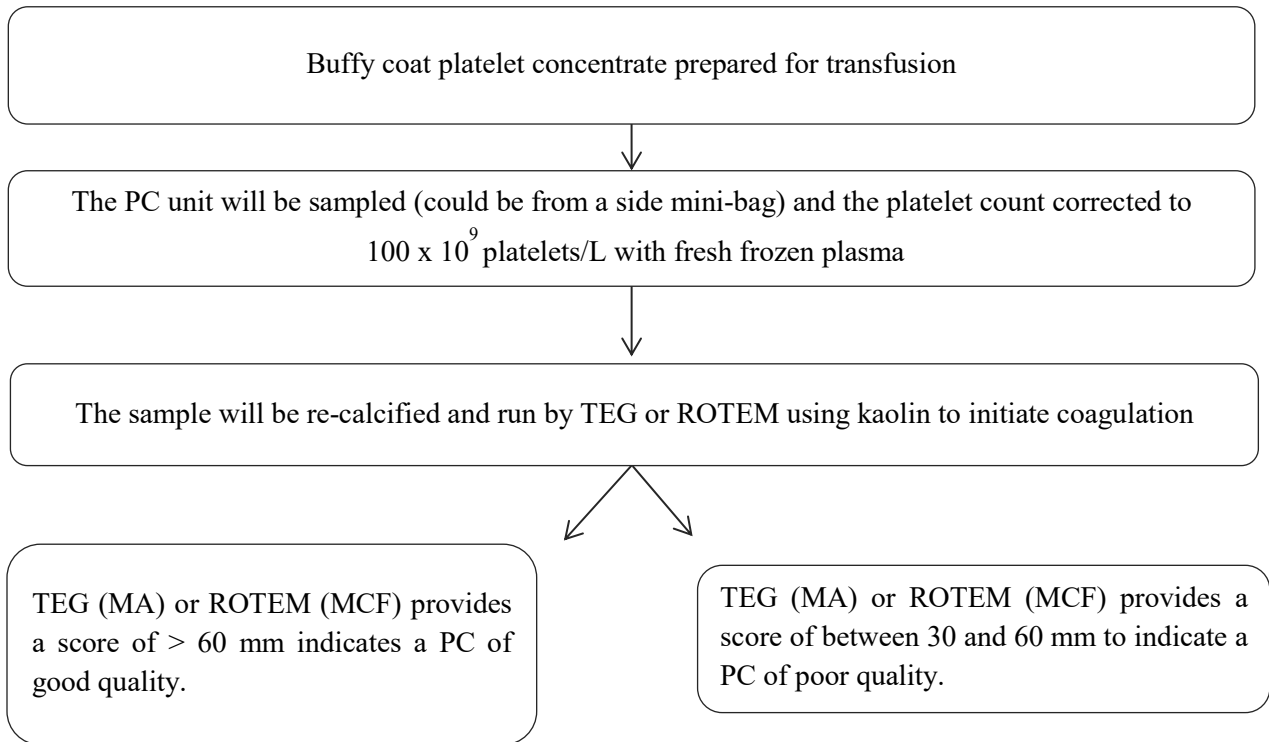 Buffy coat platelet concentrate prepared for transfusion
The PC unit will be sampled (could be from a side mini-bag) and the platelet count corrected to
100 x 10⁹ platelets/L with fresh frozen plasma
The sample will be re-calcified and run by TEG or ROTEM using kaolin to initiate coagulation
TEG (MA) or ROTEM (MCF) provides
a score of > 60 mm indicates a PC of
good quality.
TEG (MA) or ROTEM (MCF) provides a
score of between 30 and 60 mm to indicate a
PC of poor quality.